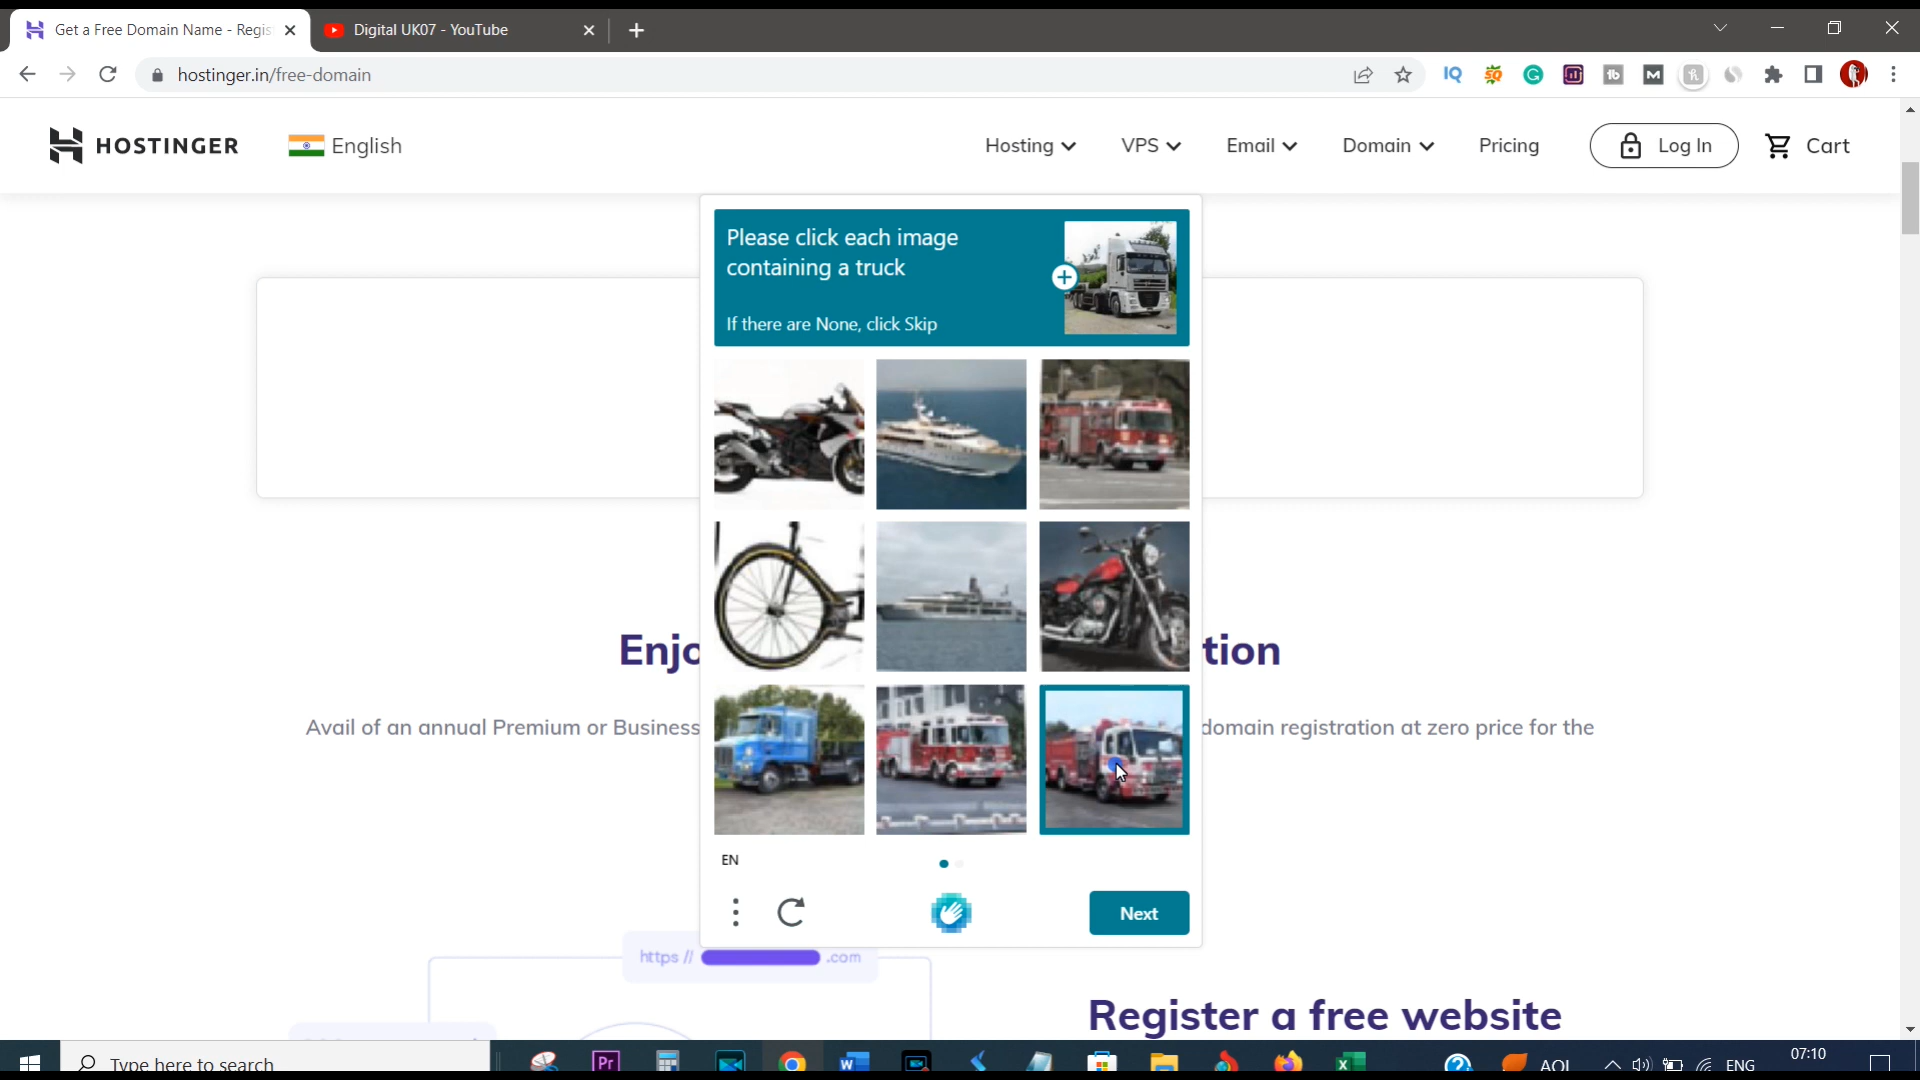 Get a Free Domain Name - Regis
Digital UK07 - YouTube
hostinger.in/free-domain
HOSTINGER
English
Hosting
VPS
Email
Domain
Pricing
Log In
Cart
Please click each image
containing a truck
If there are None, click Skip
Enjo
tion
Avail of an annual Premium or Business
domain registration at zero price for the
EN
Next
https://
.com
Register a free website
Type here to search
AQI
ENG
07:10